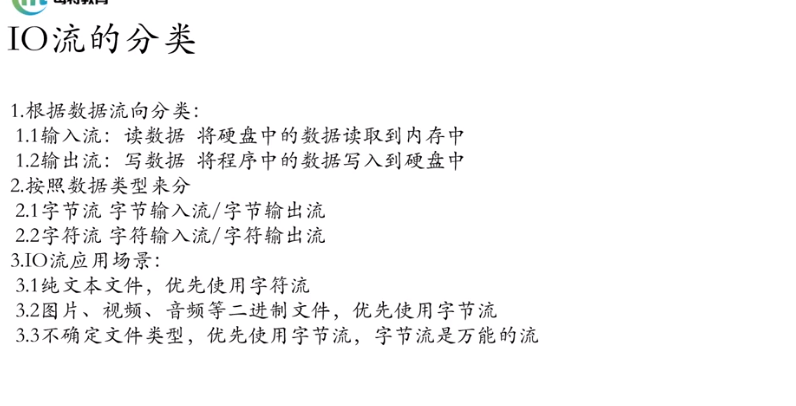 IO流的分类
1.根据数据流向分类：
1.1输入流：读数据 将硬盘中的数据读取到内存中
1.2输出流：写数据 将程序中的数据写入到硬盘中
2.按照数据类型来分
2.1字节流 字节输入流/字节输出流
2.2字符流 字符输入流/字符输出流
3.IO流应用场景：
3.1纯文本文件，优先使用字符流
3.2图片、视频、音频等二进制文件，优先使用字节流
3.3不确定文件类型，优先使用字节流，字节流是万能的流